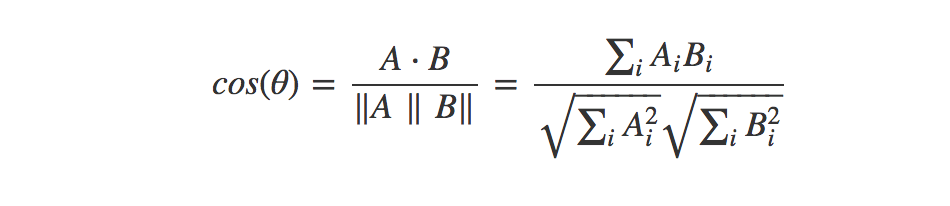 cos(θ) = A · B / ‖A ‖ B‖ = ∑ᵢ AᵢBᵢ / √∑ᵢ Aᵢ² √∑ᵢ Bᵢ²